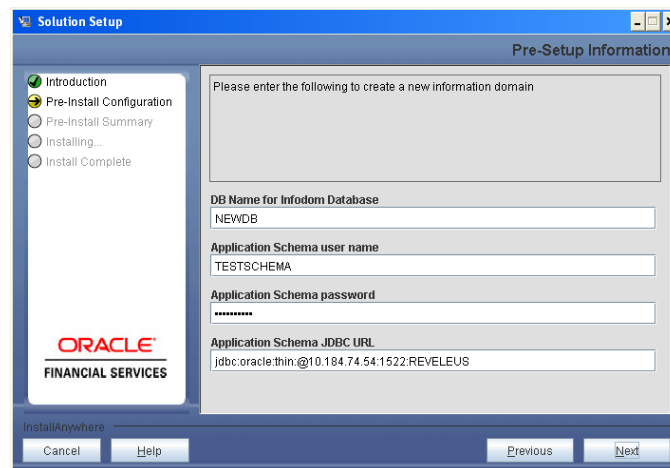 Solution Setup
Pre-Setup Information
Introduction
Pre-Install Configuration
Pre-Install Summary
Installing...
Install Complete
ORACLE
FINANCIAL SERVICES
Please enter the following to create a new information domain
DB Name for Infodom Database
NEWDB
Application Schema user name
TESTSCHEMA
Application Schema password
••••••••••
Application Schema JDBC URL
jdbc:oracle:thin:@10.184.74.54:1522:REVELEUS
InstallAnywhere
Cancel
Help
Previous
Next